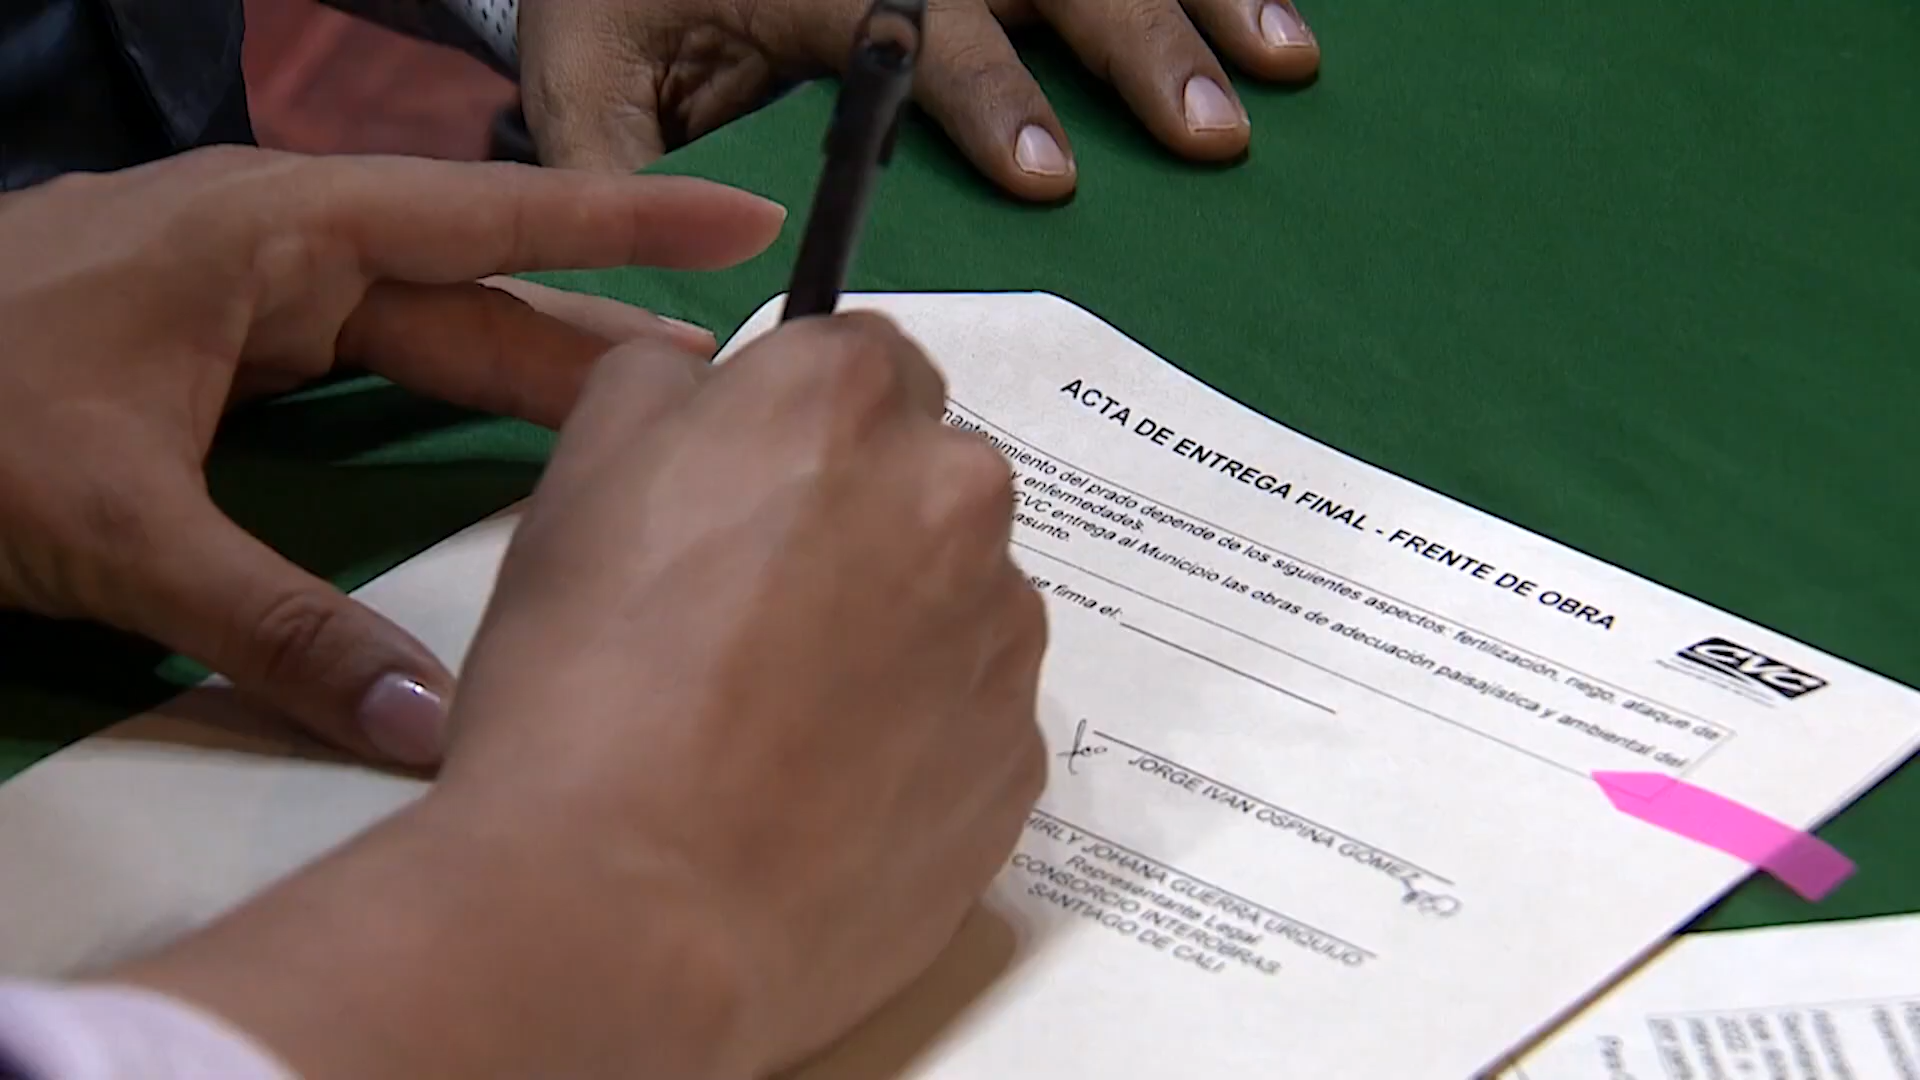 ACTA DE ENTREGA FINAL - FRENTE DE OBRA
CVC
mantenimiento del prado depende de los siguientes aspectos: fertilización, riego, ataque de
y enfermedades.
CVC entrega al Municipio las obras de adecuación paisajística y ambiental del
asunto.
se firma el:
JORGE IVAN OSPINA GÓMEZ
JOHANA GUERRA URQUIJO
Representante Legal
CONSORCIO INTEROBRAS
SANTIAGO DE CALI